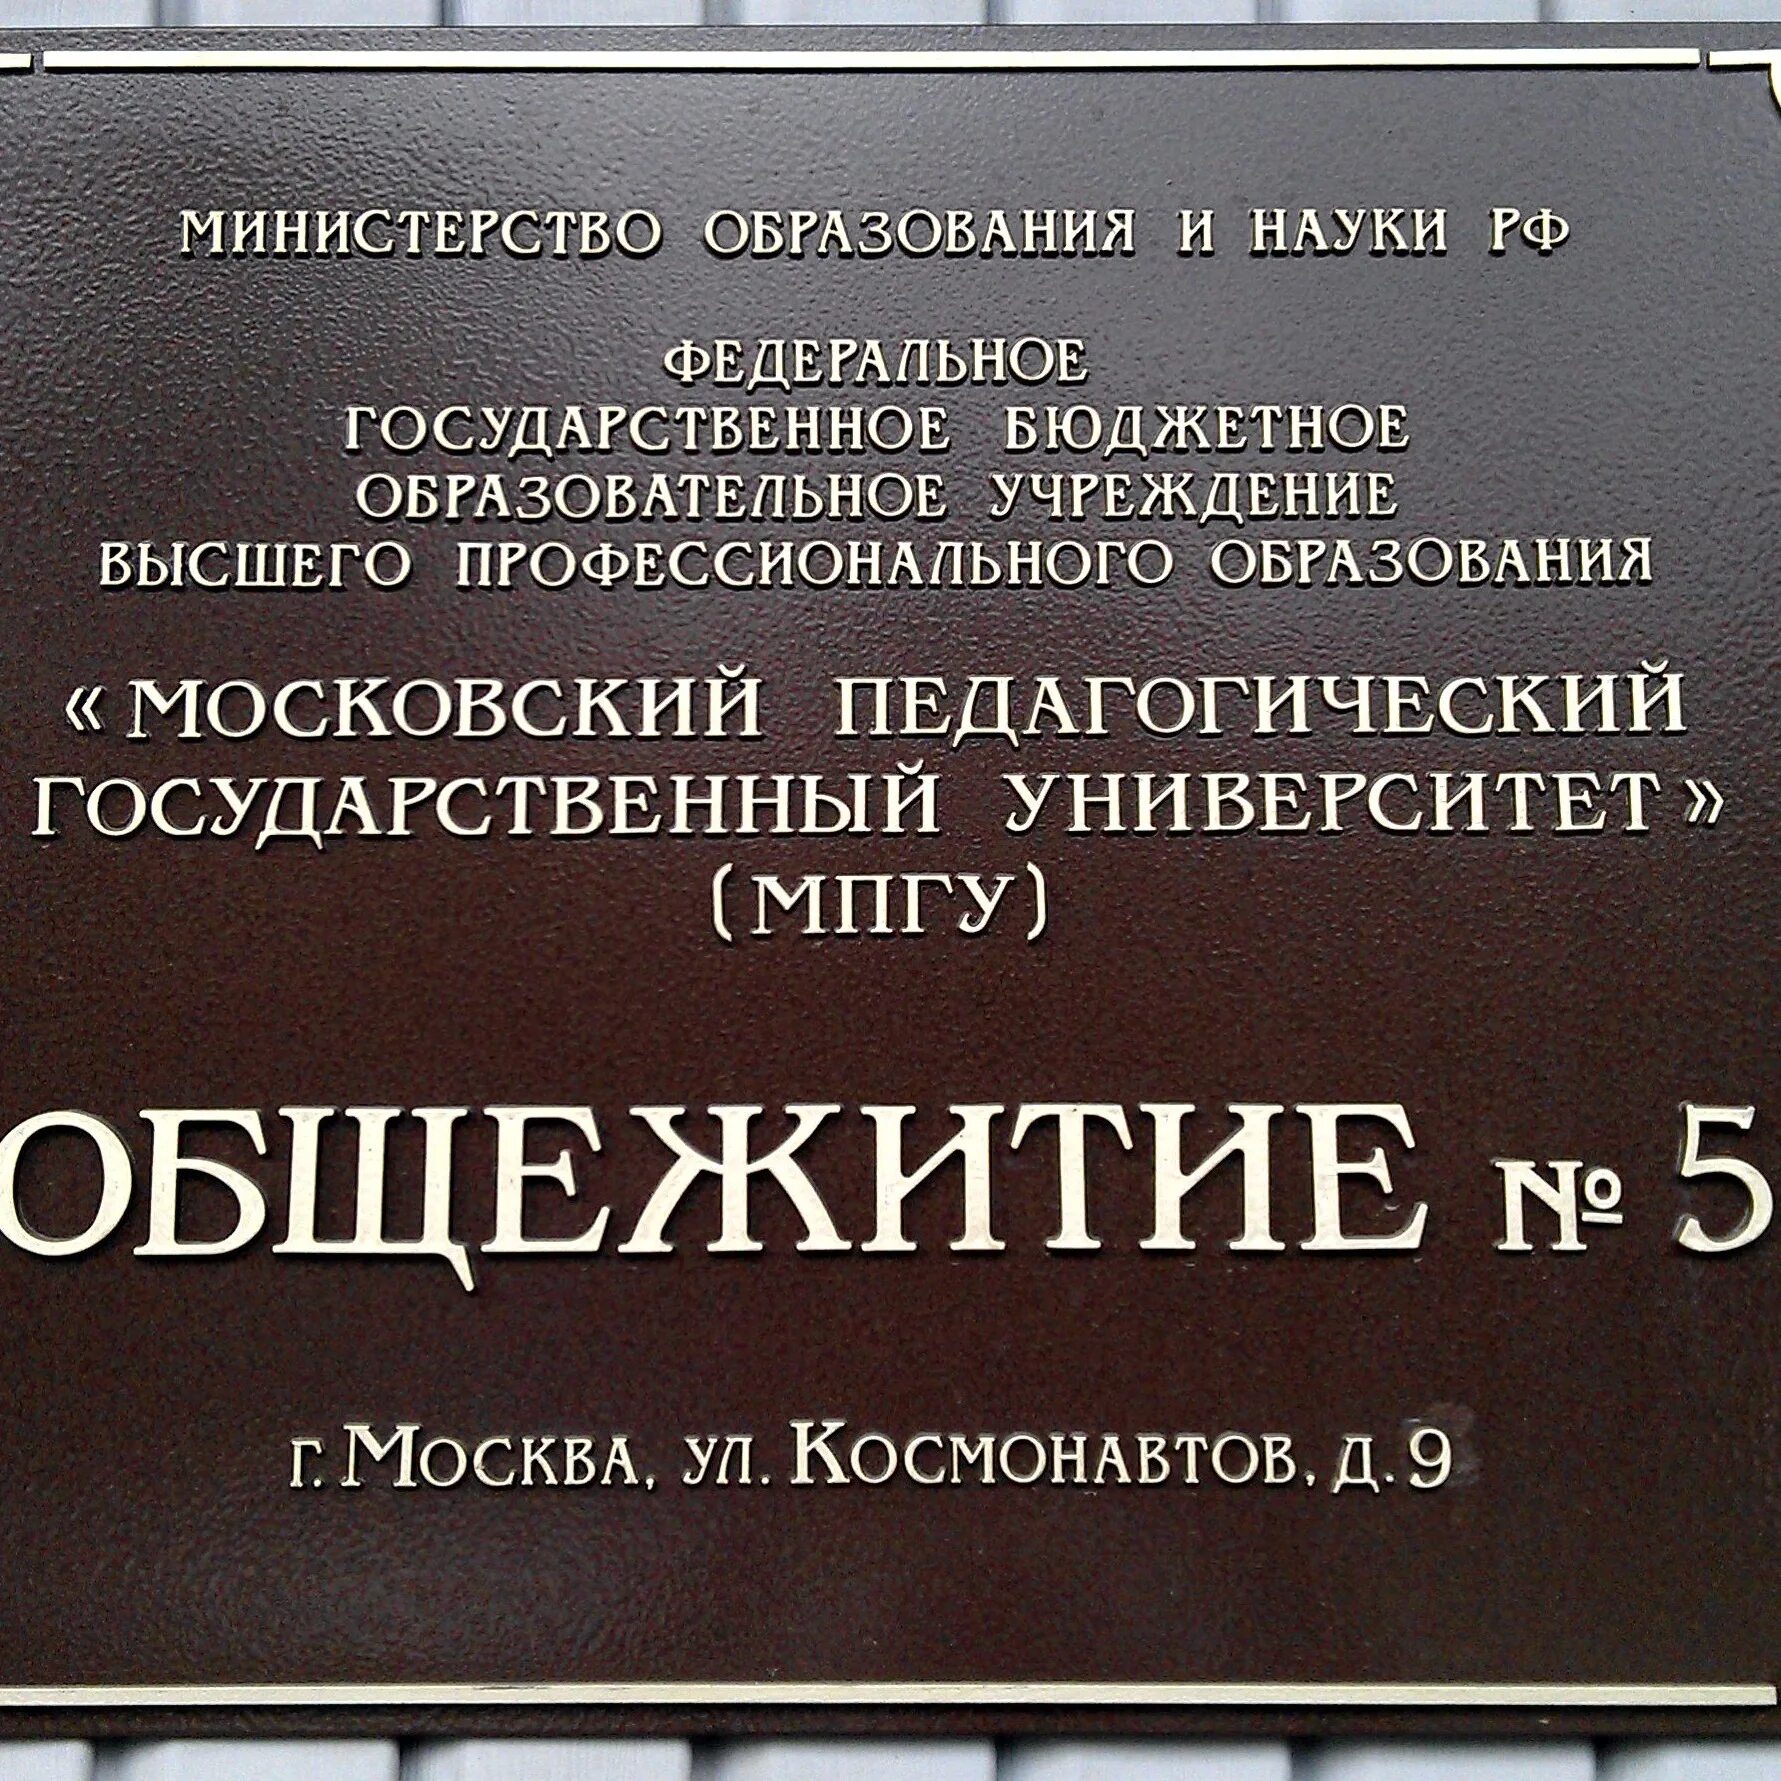 МИНИСТЕРСТВО ОБРАЗОВАНИЯ И НАУКИ РФ
ФЕДЕРАЛЬНОЕ
ГОСУДАРСТВЕННОЕ БЮДЖЕТНОЕ
ОБРАЗОВАТЕЛЬНОЕ УЧРЕЖДЕНИЕ
ВЫСШЕГО ПРОФЕССИОНАЛЬНОГО ОБРАЗОВАНИЯ
«МОСКОВСКИЙ ПЕДАГОГИЧЕСКИЙ
ГОСУДАРСТВЕННЫЙ УНИВЕРСИТЕТ»
(МПГУ)
ОБЩЕЖИТИЕ № 5
г. Москва, ул. Космонавтов, д. 9